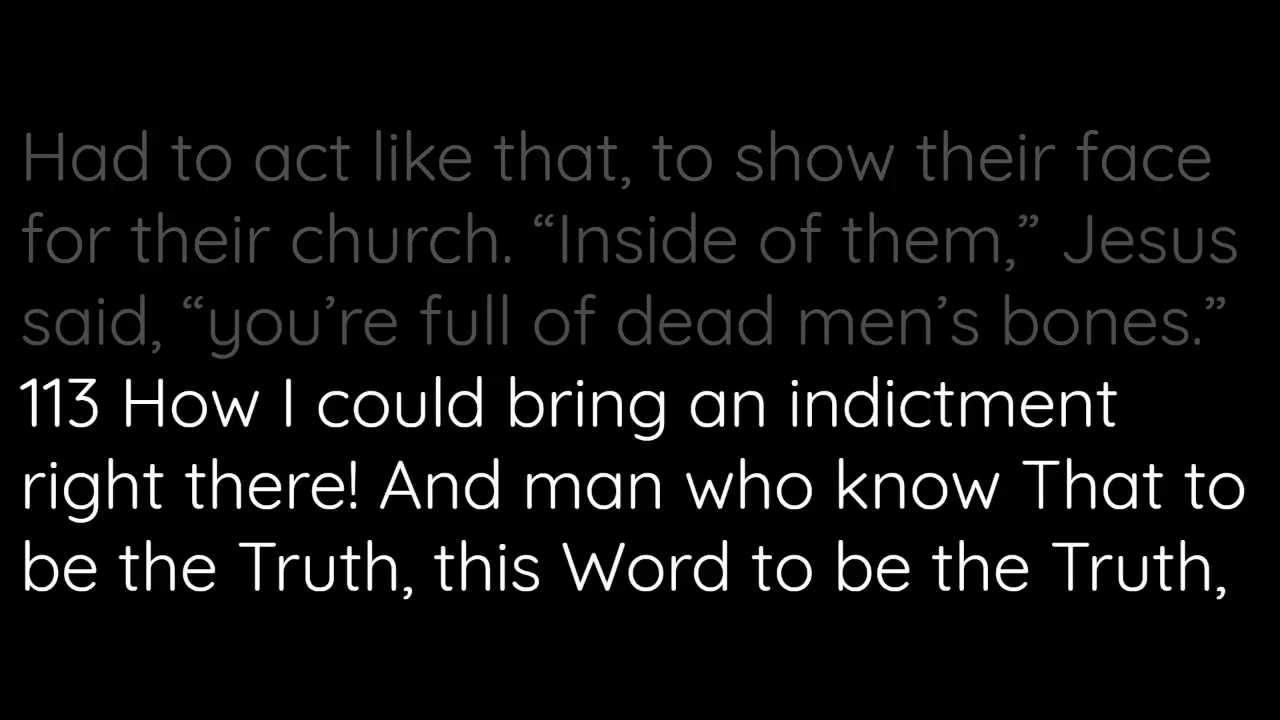 Had to act like that, to show their face
for their church. “Inside of them,” Jesus
said, “you’re full of dead men’s bones.”
113 How I could bring an indictment
right there! And man who know That to
be the Truth, this Word to be the Truth,